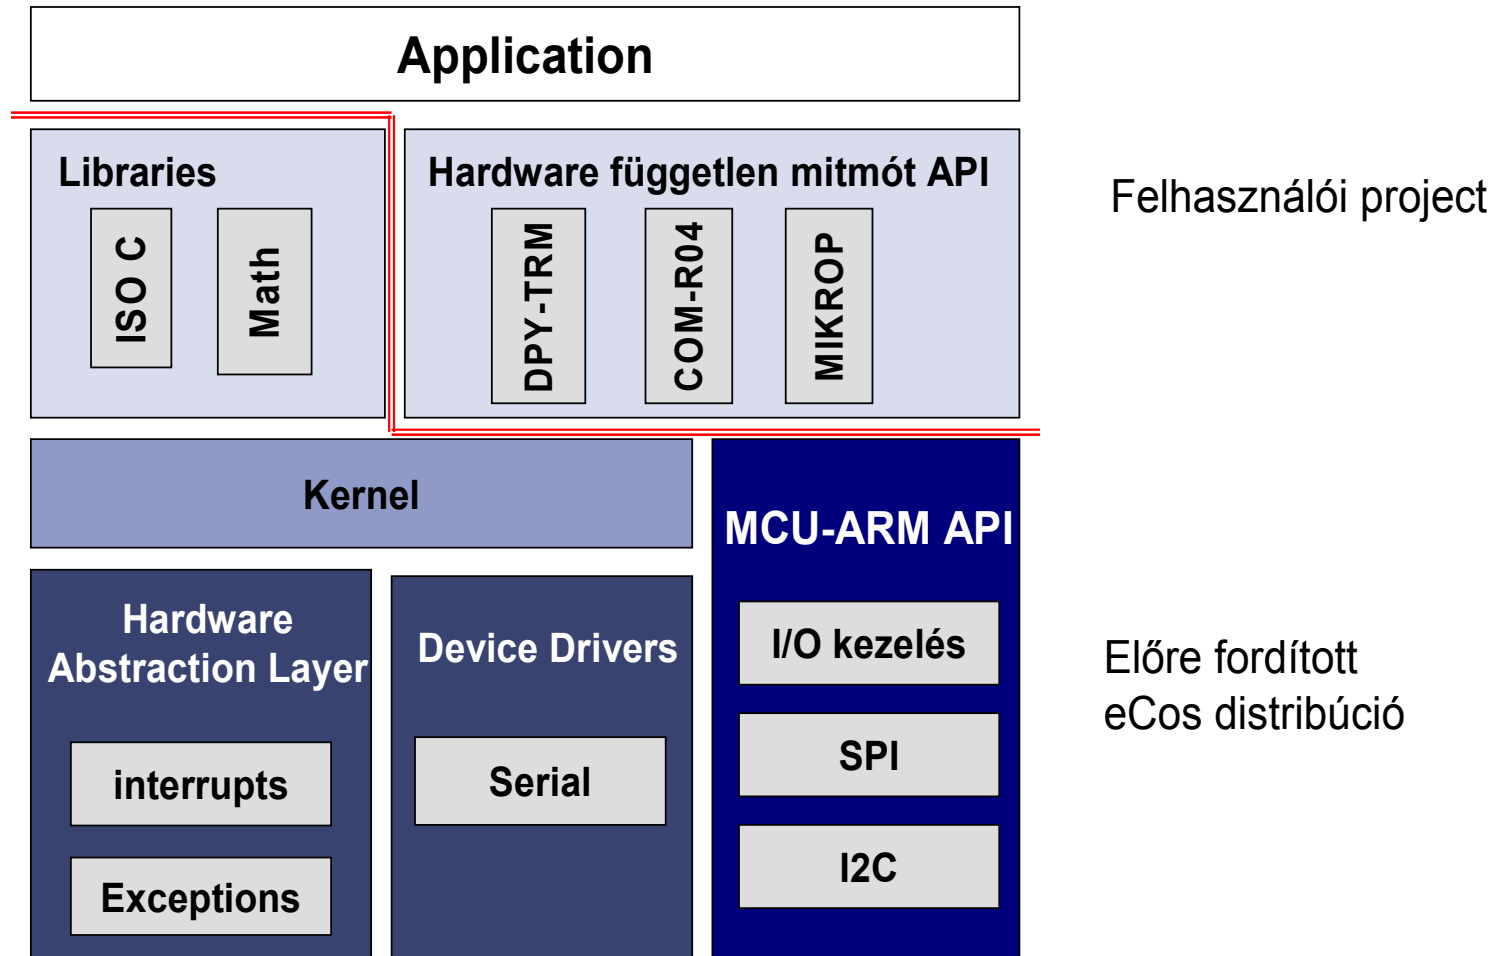 Application
Libraries
ISO C
Math
Hardware független mitmót API
DPY-TRM
COM-R04
MIKROP
Felhasználói project
Kernel
MCU-ARM API
I/O kezelés
SPI
I2C
Hardware
Abstraction Layer
interrupts
Exceptions
Device Drivers
Serial
Előre fordított
eCos distribúció